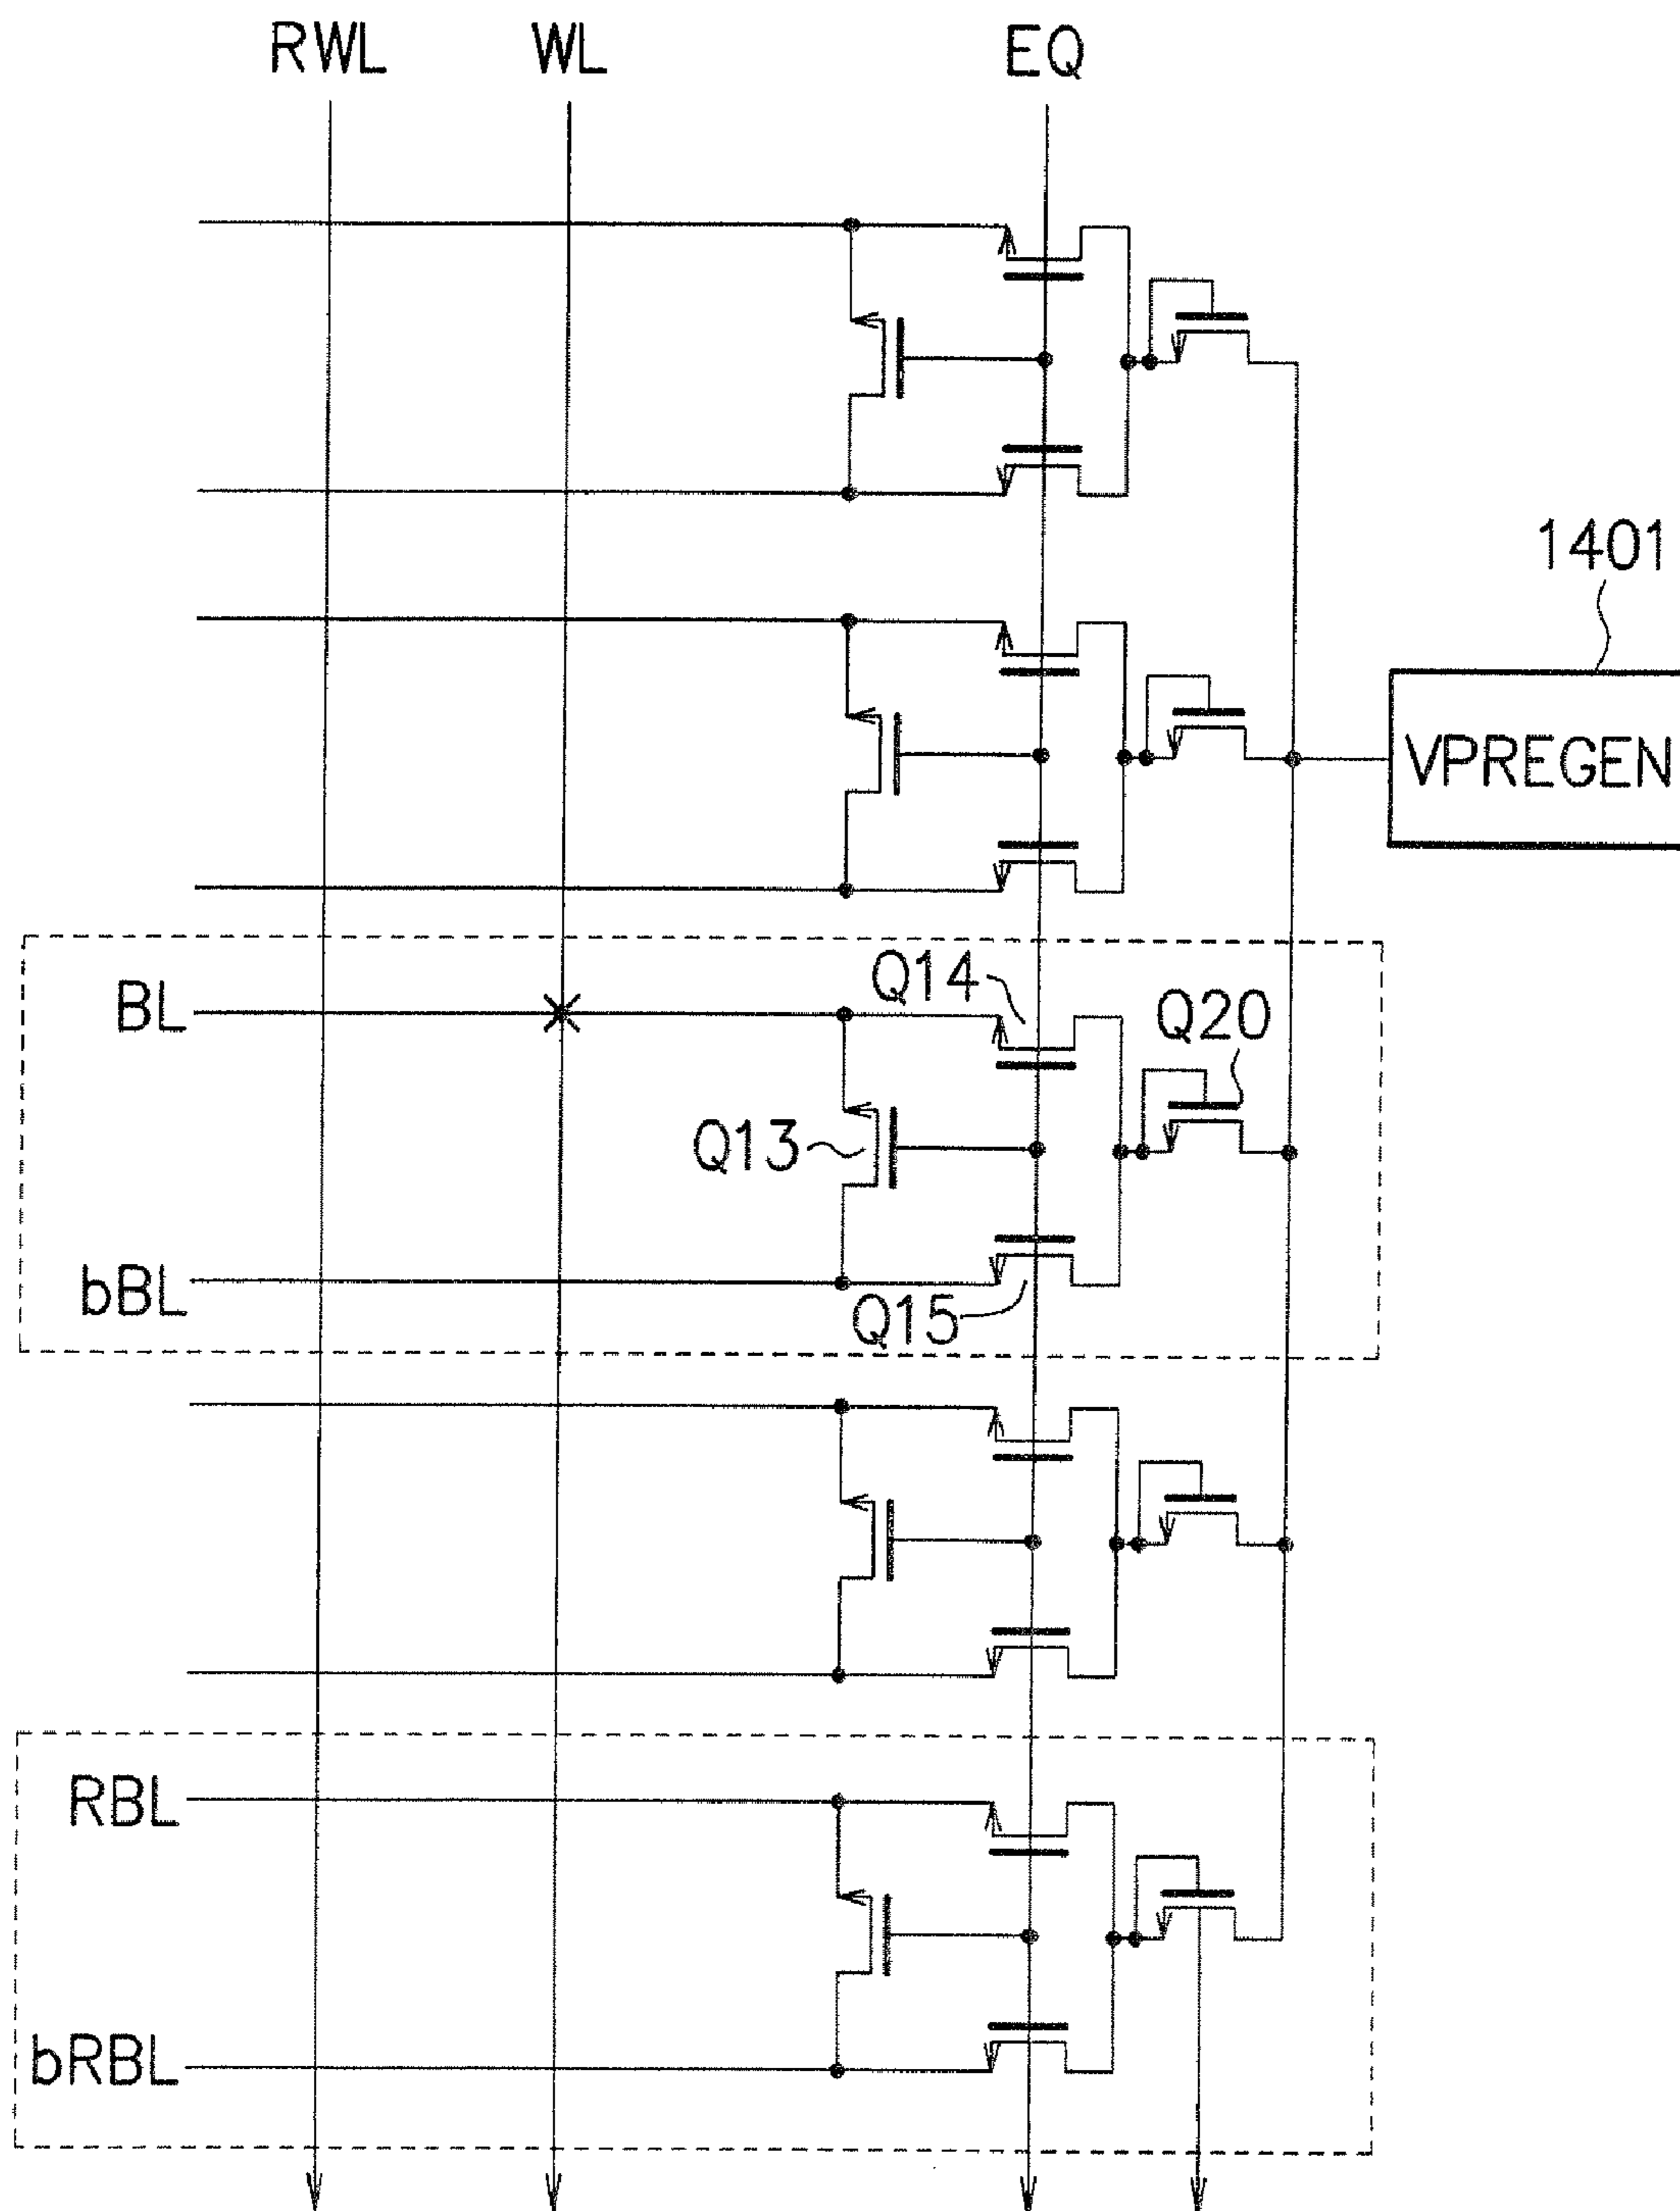 RWL
WL
EQ
1401
VPREGEN
BL
Q14
Q20
Q13
bBL
Q15
RBL
bRBL